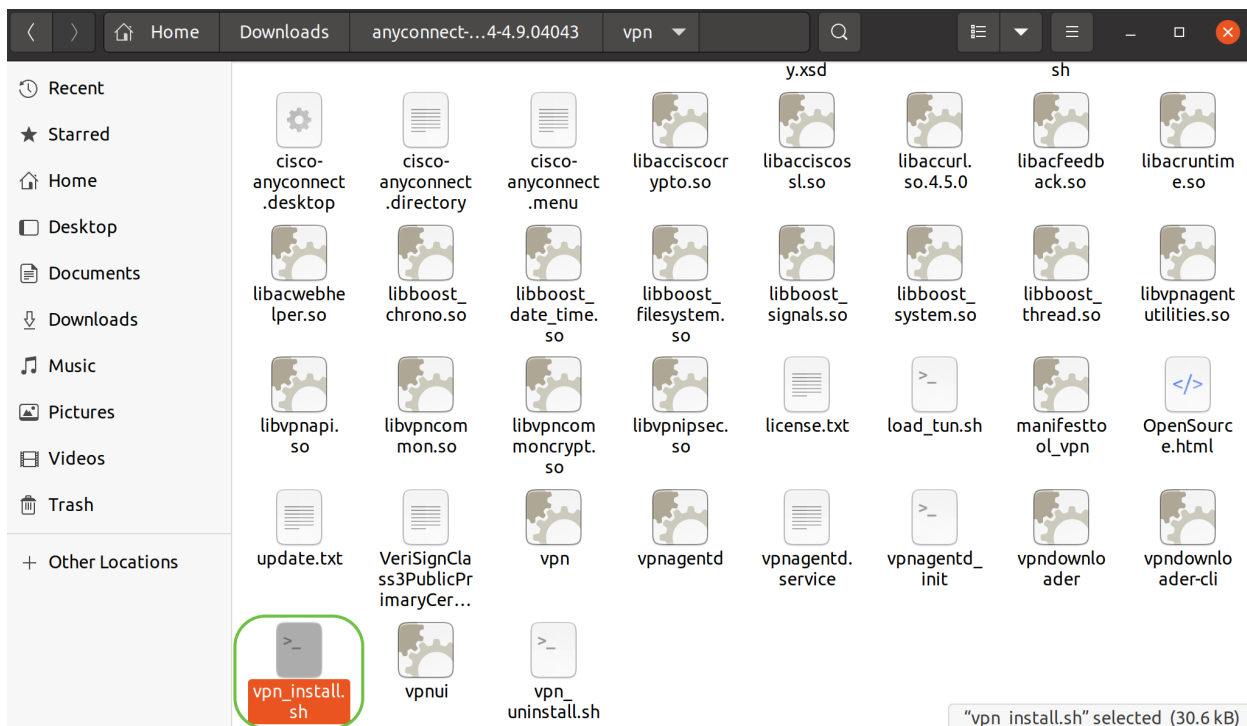 Home Downloads anyconnect-…4-4.9.04043 vpn
Recent
Starred
Home
Desktop
Documents
Downloads
Music
Pictures
Videos
Trash
+ Other Locations
y.xsd
sh
cisco-
anyconnect
.desktop
cisco-
anyconnect
.directory
cisco-
anyconnect
.menu
libacciscocr
ypto.so
libacciscos
sl.so
libaccurl.
so.4.5.0
libacfeedb
ack.so
libacruntim
e.so
libacwebhe
lper.so
libboost_
chrono.so
libboost_
date_time.
so
libboost_
filesystem.
so
libboost_
signals.so
libboost_
system.so
libboost_
thread.so
libvpnagent
utilities.so
libvpnapi.
so
libvpncom
mon.so
libvpncom
moncrypt.
so
libvpnipsec.
so
license.txt
>_
load_tun.sh
manifestto
ol_vpn
</>
OpenSourc
e.html
update.txt
VeriSignCla
ss3PublicPr
imaryCer…
vpn
vpnagentd
vpnagentd.
service
>_
vpnagentd_
init
vpndownlo
ader
vpndownlo
ader-cli
>_
vpn_install.
sh
vpnui
>_
vpn_
uninstall.sh
“vpn_install.sh” selected (30.6 kB)